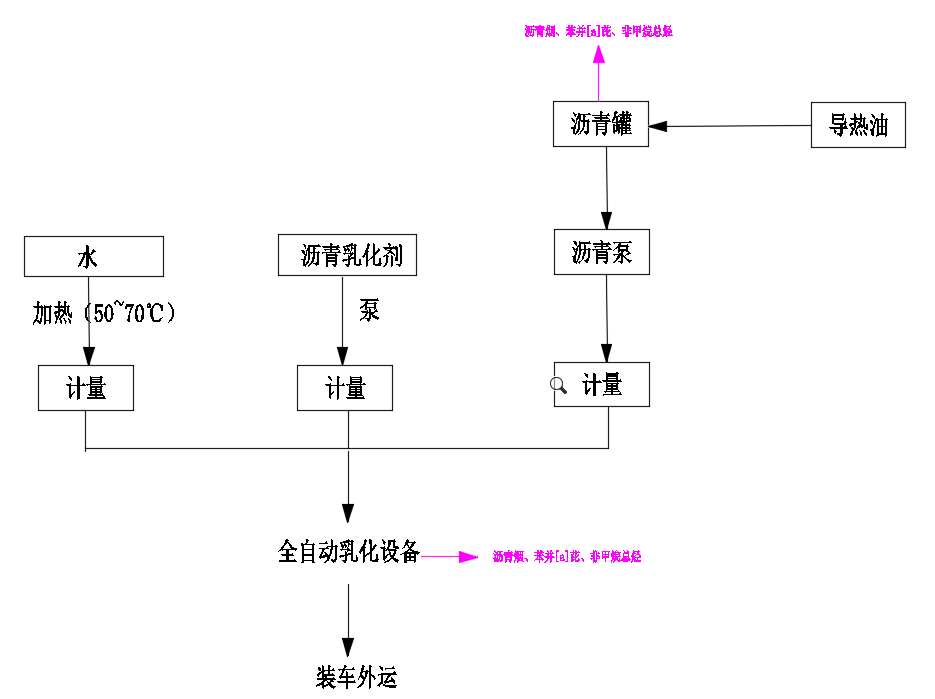 沥青烟、苯并[a]芘、非甲烷总烃
沥青罐
导热油
水
沥青乳化剂
沥青泵
加热（50~70℃）
泵
计量
计量
计量
全自动乳化设备
沥青烟、苯并[a]芘、非甲烷总烃
装车外运